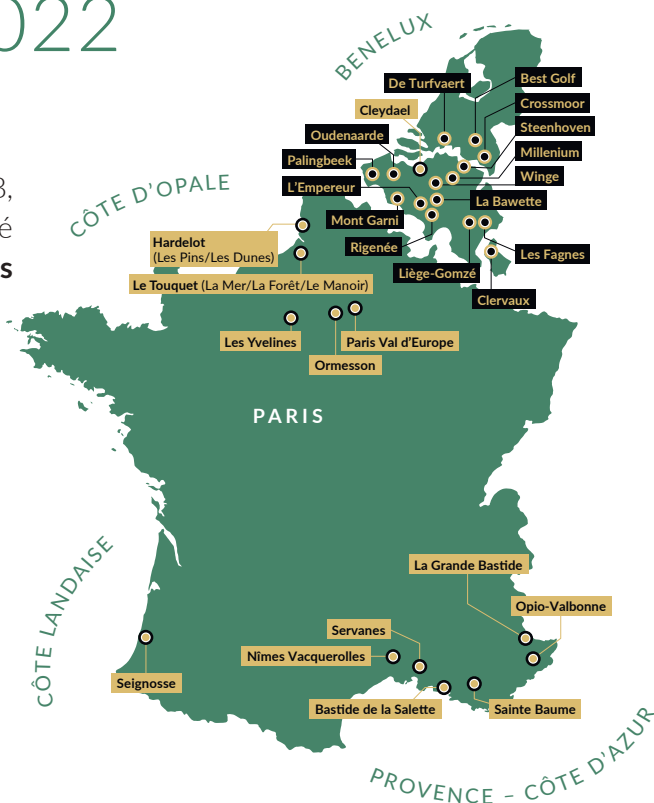 022
BENELUX
De Turfvaert
Best Golf
Cleydael
Crossmoor
Oudenaarde
Steenhoven
Palingbeek
Millenium
Winge
L'Empereur
La Bawette
3,
CÔTE D'OPALE
é
Mont Garni
Hardelot
(Les Pins/Les Dunes)
Rigenée
Les Fagnes
s
Liège-Gomzé
Le Touquet (La Mer/La Forêt/Le Manoir)
Clervaux
Les Yvelines
Paris Val d'Europe
Ormesson
PARIS
CÔTE LANDAISE
La Grande Bastide
Opio-Valbonne
Servanes
Nîmes Vacquerolles
Seignosse
Bastide de la Salette
Sainte Baume
PROVENCE – CÔTE D'AZUR